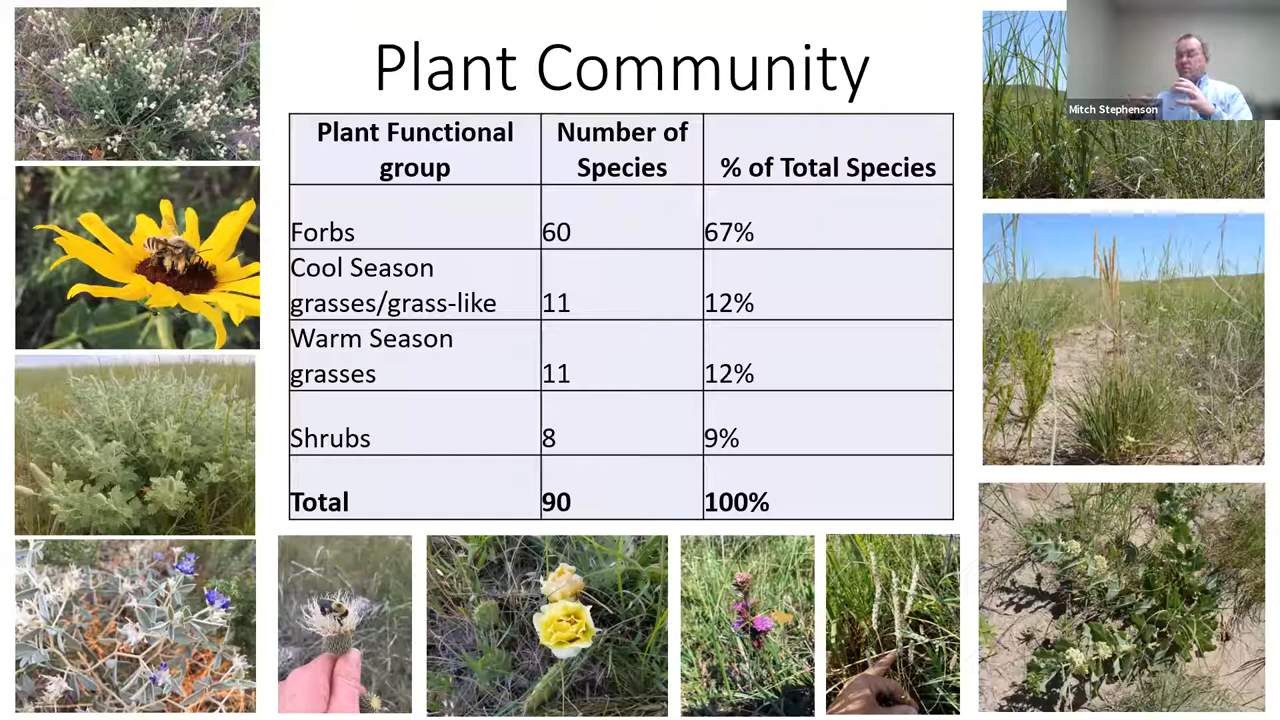 Plant Community
Mitch Stephenson
Plant Functional
group
Number of
Species
% of Total Species
Forbs
60
67%
Cool Season
grasses/grass-like
11
12%
Warm Season
grasses
11
12%
Shrubs
8
9%
Total
90
100%